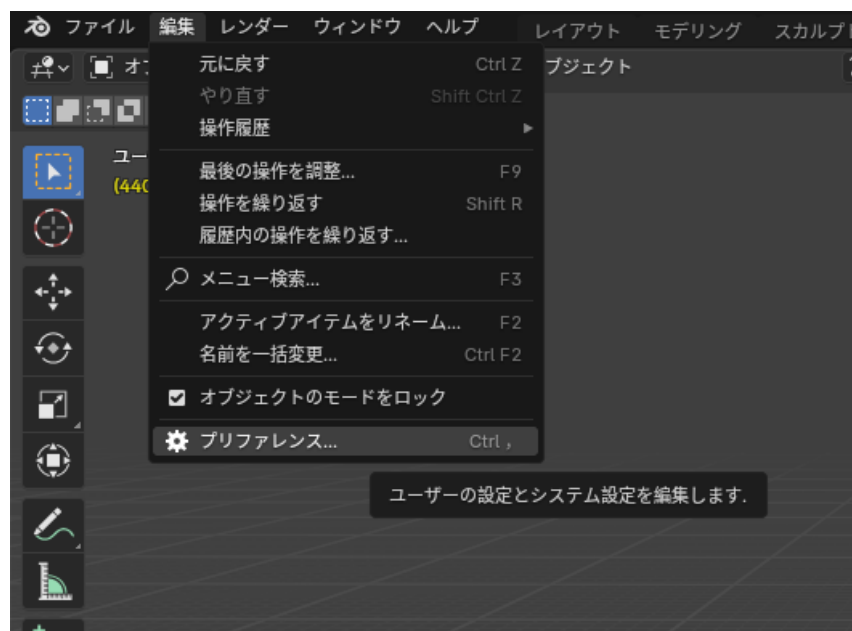 ファイル 編集 レンダー ウィンドウ ヘルプ レイアウト モデリング スカルプト
元に戻す Ctrl Z
ブジェクト
やり直す Shift Ctrl Z
操作履歴
最後の操作を調整... F9
ユー
(440
操作を繰り返す Shift R
履歴内の操作を繰り返す...
メニュー検索... F3
アクティブアイテムをリネーム... F2
名前を一括変更... Ctrl F2
オブジェクトのモードをロック
プリファレンス... Ctrl ,
ユーザーの設定とシステム設定を編集します.